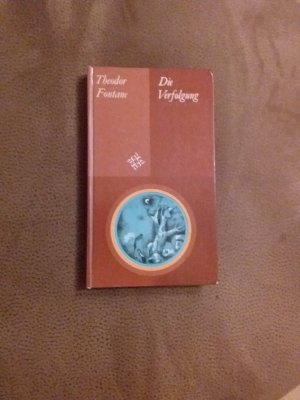 Theodor
Fontane
Die
Verfolgung